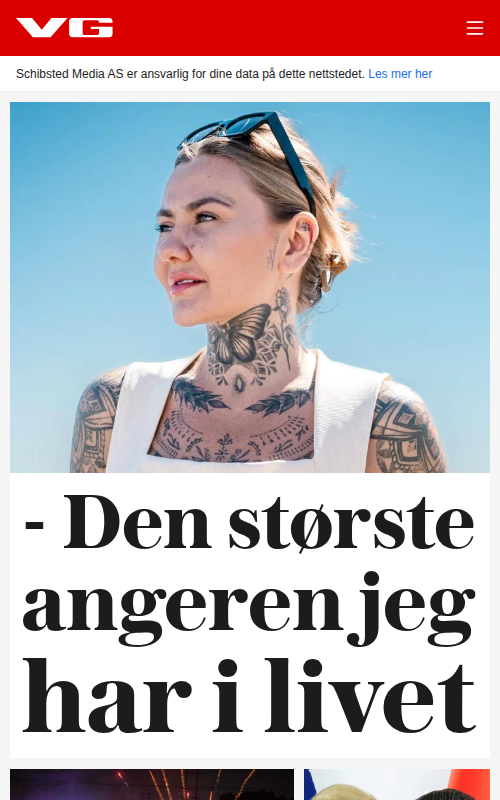 VG
Schibsted Media AS er ansvarlig for dine data på dette nettstedet. Les mer her
- Den største
angeren jeg
har i livet